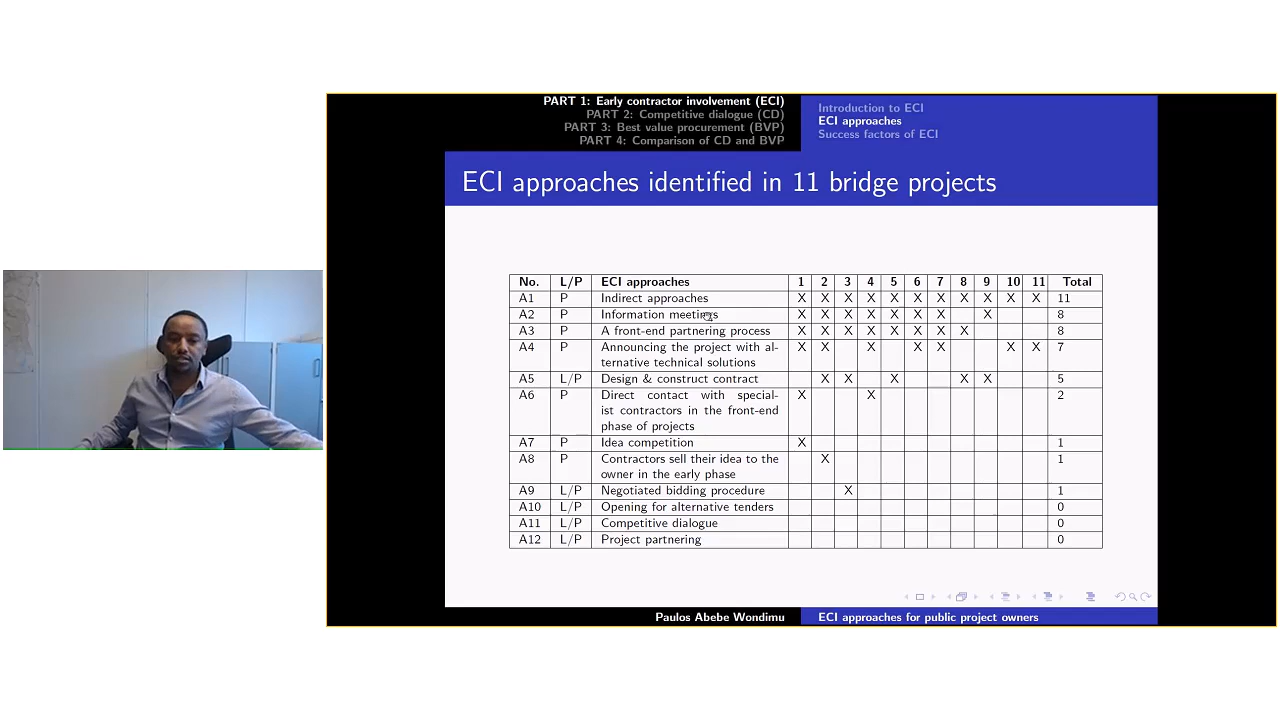 PART 1: Early contractor involvement (ECI)
PART 2: Competitive dialogue (CD)
PART 3: Best value procurement (BVP)
PART 4: Comparison of CD and BVP
Introduction to ECI
ECI approaches
Success factors of ECI
ECI approaches identified in 11 bridge projects
No. L/P ECI approaches 1 2 3 4 5 6 7 8 9 10 11 Total
A1 P Indirect approaches X X X X X X X X X X X 11
A2 P Information meetings X X X X X X X X 8
A3 P A front-end partnering process X X X X X X X X 8
A4 P Announcing the project with al- X X X X X X X 7
ternative technical solutions
A5 L/P Design & construct contract X X X X X 5
A6 P Direct contact with special- X X 2
ist contractors in the front-end
phase of projects
A7 P Idea competition X 1
A8 P Contractors sell their idea to the X 1
owner in the early phase
A9 L/P Negotiated bidding procedure X 1
A10 L/P Opening for alternative tenders 0
A11 L/P Competitive dialogue 0
A12 L/P Project partnering 0
Paulos Abebe Wondimu
ECI approaches for public project owners